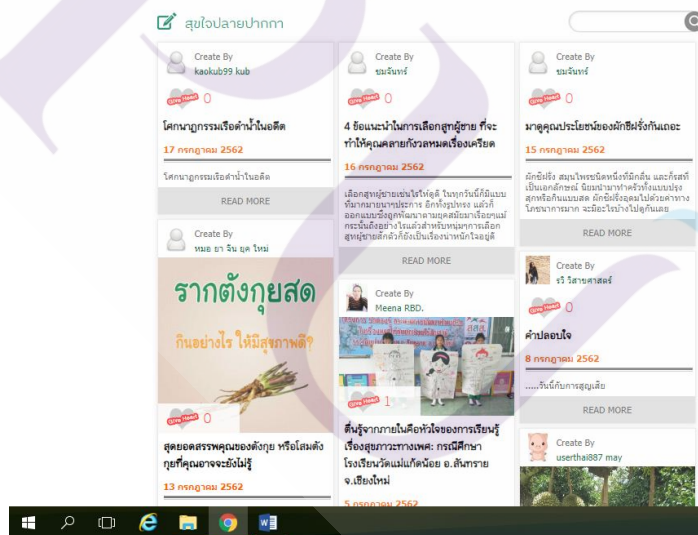 สุขใจปลายปากกา
Create By
kaokub99 kub
Give Heart 0
โศกนาฏกรรมเรือดำน้ำในอดีต
17 กรกฎาคม 2562
โศกนาฏกรรมเรือดำน้ำในอดีต
READ MORE
Create By
หมอ ยา จีน ยุค ใหม่
รากตังกุยสด
กินอย่างไร ให้มีสุขภาพดี?
Give Heart 0
สุดยอดสรรพคุณของตังกุย หรือโสมตัง
กุยที่คุณอาจจะยังไม่รู้
13 กรกฎาคม 2562
Create By
ชมจันทร์
Give Heart 0
4 ข้อแนะนำในการเลือกสูทผู้ชาย ที่จะ
ทำให้คุณคลายกังวลหมดเรื่องเครียด
16 กรกฎาคม 2562
เลือกสูทผู้ชายเช่นไรให้ดูดี ในทุกวันนี้ก็มีแบบ
ที่มากมายนานาประการ อีกทั้งรูปทรง แล้วก็
ออกแบบซึ่งถูกพัฒนาตามยุคสมัยมาเรื่อยๆแม้
กระนั้นถึงอย่างไรแล้วสำหรับหนุ่มๆการเลือก
สูทผู้ชายสักตัวก็ยังเป็นเรื่องน่าหนักใจอยู่ดี
READ MORE
Create By
Meena RBD.
Give Heart 1
ตื่นรู้จากภายในคือหัวใจของการเรียนรู้
เรื่องสุขภาวะทางเพศ: กรณีศึกษา
โรงเรียนวัดแม่แก้ดน้อย อ.สันทราย
จ.เชียงใหม่
5 กรกฎาคม 2562
Create By
ชมจันทร์
Give Heart 0
มาดูคุณประโยชน์ของผักชีฝรั่งกันเถอะ
15 กรกฎาคม 2562
ผักชีฝรั่ง สมุนไพรชนิดหนึ่งที่มีกลิ่น และก็รสที่
เป็นเอกลักษณ์ นิยมนำมาทำครัวทั้งแบบปรุง
สุกหรือกินแบบสด ผักชีฝรั่งอุดมไปด้วยค่าทาง
โภชนาการมาก จะมีอะไรบ้างไปดูกันเลย
READ MORE
Create By
รวี วิสาขศาสตร์
Give Heart 0
คำปลอบใจ
8 กรกฎาคม 2562
.....วันนี้กับการสูญเสีย
READ MORE
Create By
userthai887 may